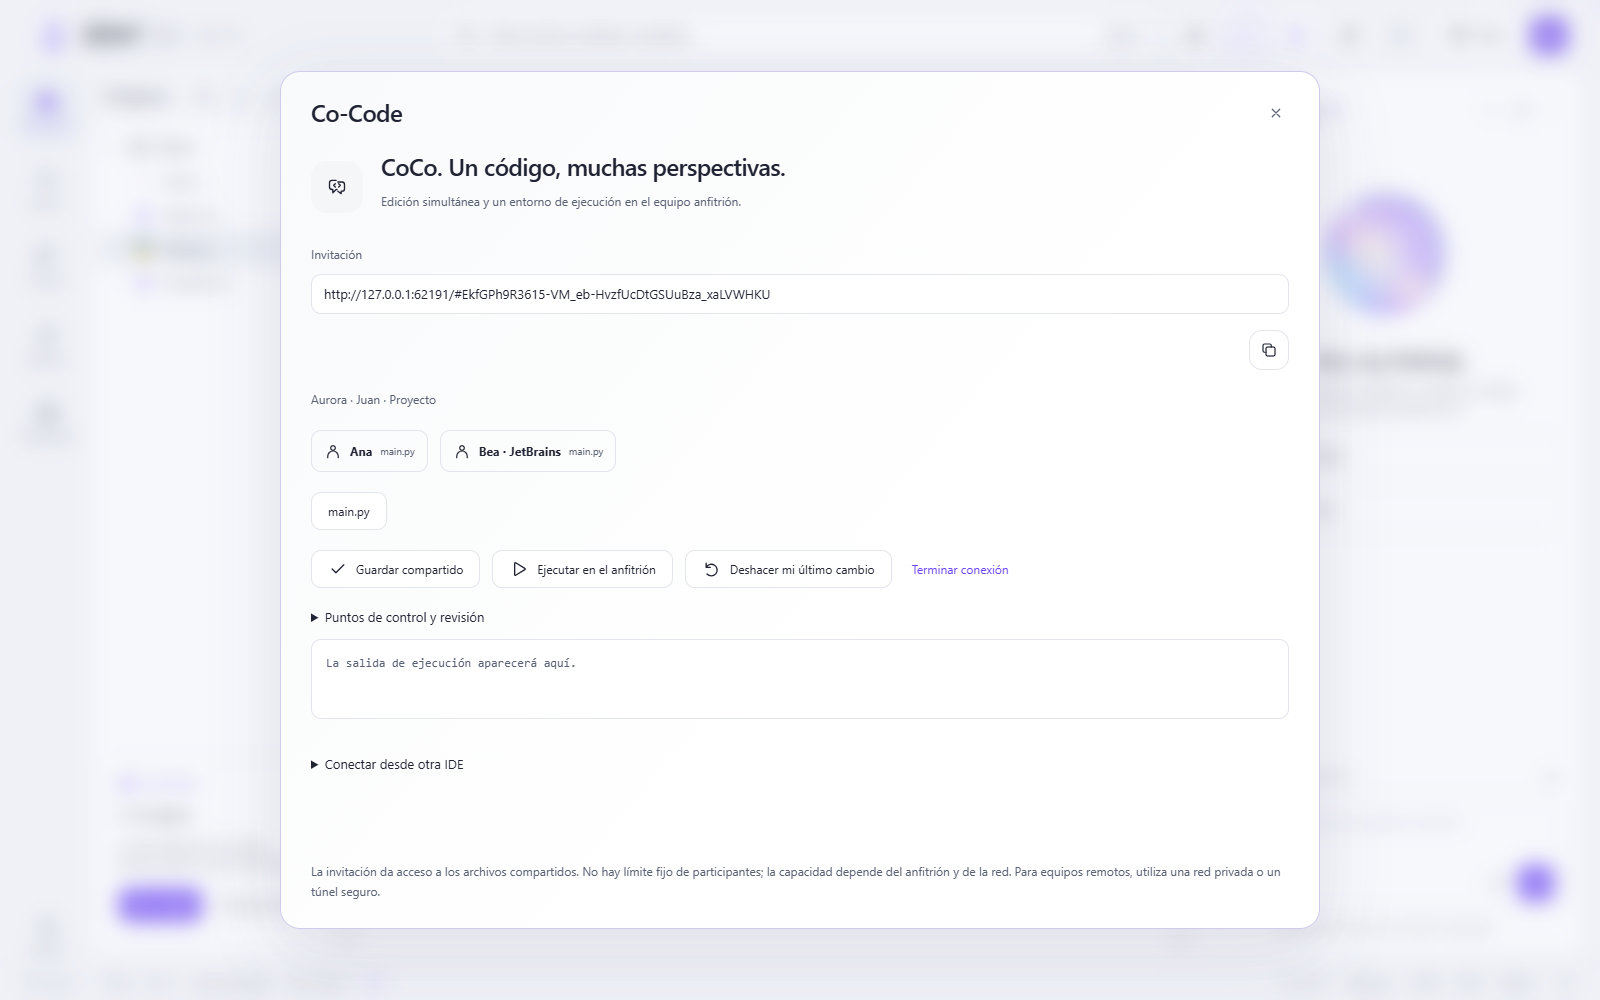 Co-Code
CoCo. Un código, muchas perspectivas.
Edición simultánea y un entorno de ejecución en el equipo anfitrión.
Invitación
http://127.0.0.1:62191/#EkfGPh9R3615-VM_eb-HvzfUcDtGSUuBza_xaLVWHKU
Aurora · Juan · Proyecto
Ana main.py
Bea · JetBrains main.py
main.py
Guardar compartido
Ejecutar en el anfitrión
Deshacer mi último cambio
Terminar conexión
Puntos de control y revisión
La salida de ejecución aparecerá aquí.
Conectar desde otra IDE
La invitación da acceso a los archivos compartidos. No hay límite fijo de participantes; la capacidad depende del anfitrión y de la red. Para equipos remotos, utiliza una red privada o un
túnel seguro.